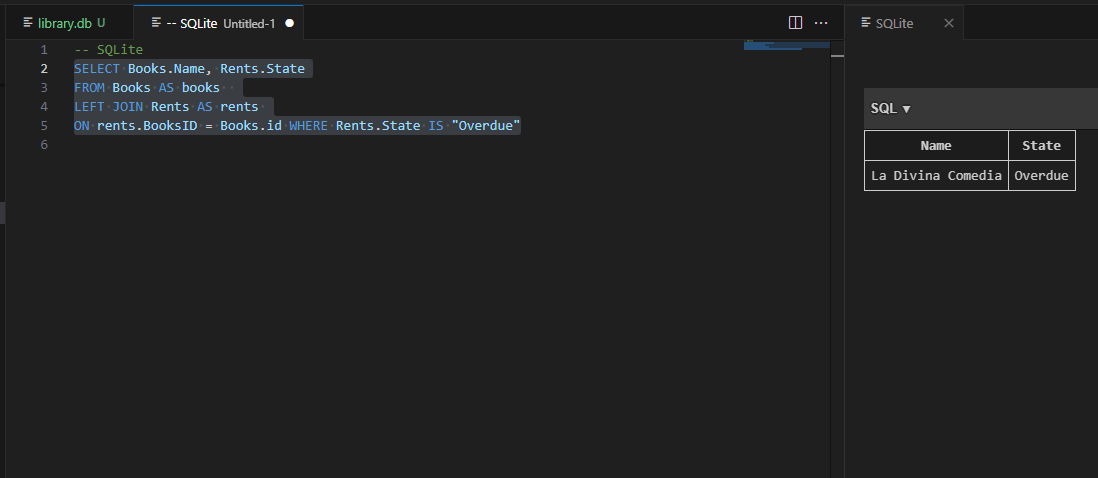 library.db U
-- SQLite Untitled-1
SQLite
1 -- SQLite
2 SELECT Books.Name, Rents.State
3 FROM Books AS books
4 LEFT JOIN Rents AS rents
5 ON rents.BooksID = Books.id WHERE Rents.State IS "Overdue"
6
SQL
Name State
La Divina Comedia Overdue